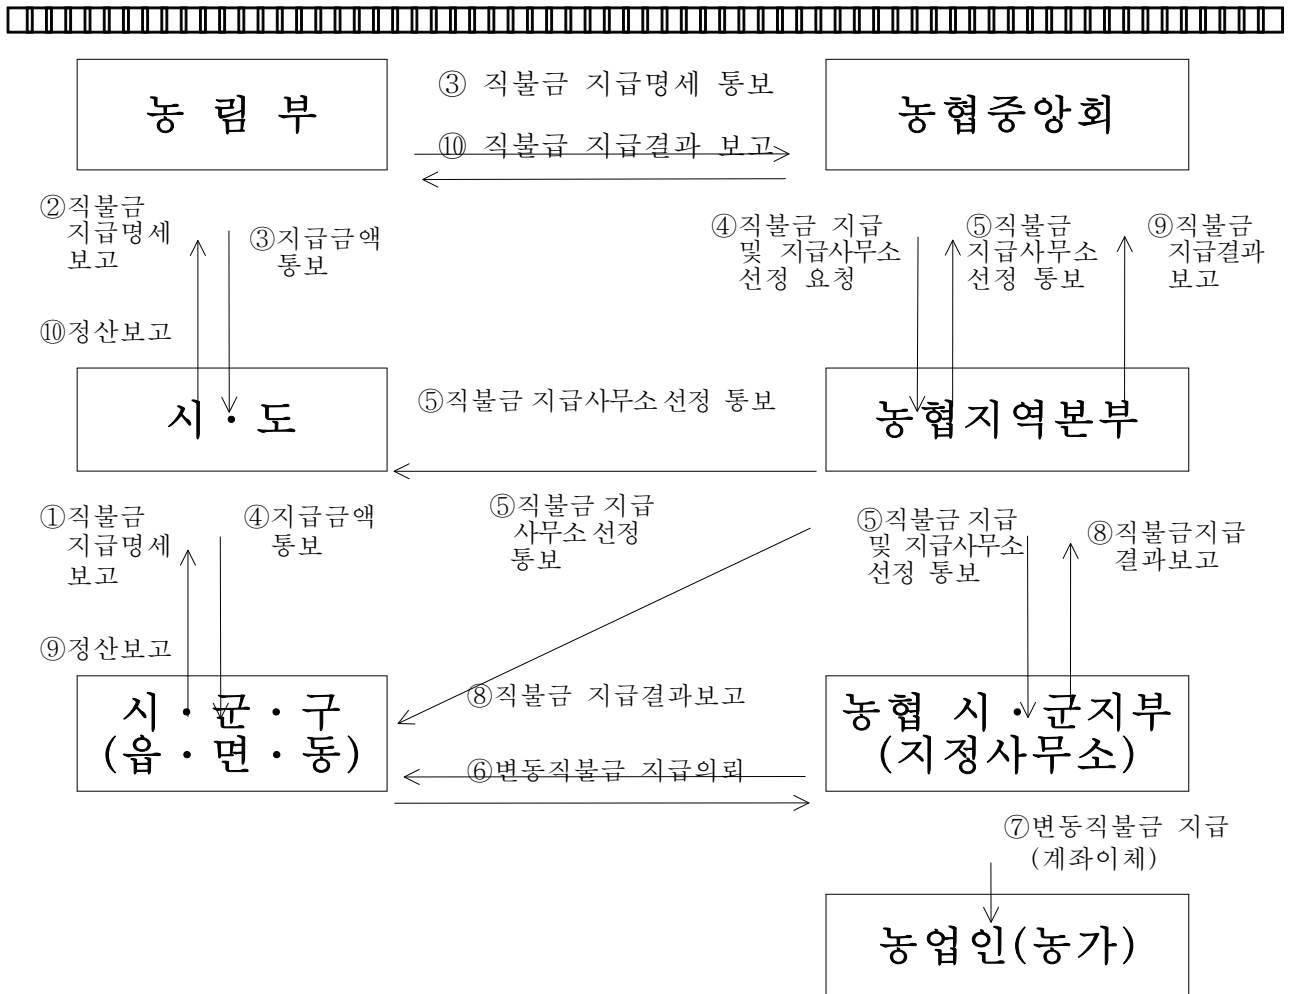 농 림 부
③ 직불금 지급명세 통보
농협중앙회
⑩ 직불급 지급결과 보고
②직불금
지급명세
보고
③지급금액
통보
④직불금 지급
및 지급사무소
선정 요청
⑤직불금
지급사무소
선정 통보
⑨직불금
지급결과
보고
⑩정산보고
시 · 도
⑤직불금 지급사무소 선정 통보
농협지역본부
①직불금
지급명세
보고
④지급금액
통보
⑤직불금 지급
사무소 선정
통보
⑤직불금 지급
및 지급사무소
선정 통보
⑧직불금지급
결과보고
⑨정산보고
시 · 군 · 구
(읍 · 면 · 동)
⑧직불금 지급결과보고
⑥변동직불금 지급의뢰
농협 시 · 군지부
(지정사무소)
⑦변동직불금 지급
(계좌이체)
농업인(농가)